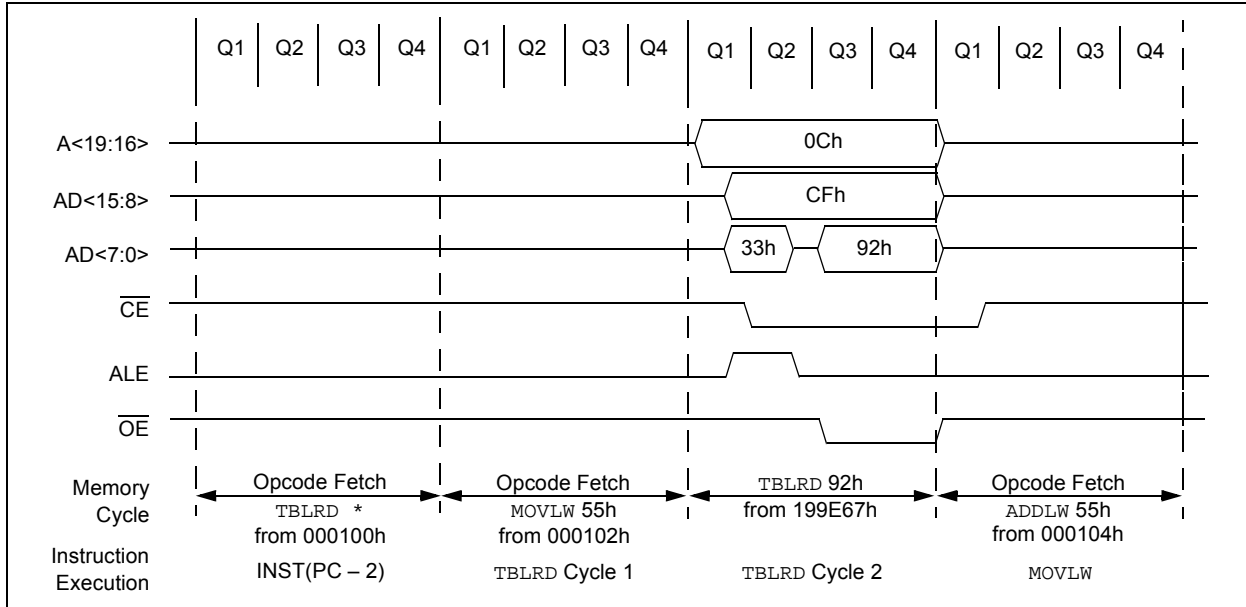 Q1 Q2 Q3 Q4 Q1 Q2 Q3 Q4 Q1 Q2 Q3 Q4 Q1 Q2 Q3 Q4
A<19:16> 0Ch
AD<15:8> CFh
AD<7:0> 33h 92h
CE
ALE
OE
Memory Cycle
Opcode Fetch
TBLRD *
from 000100h
Opcode Fetch
MOVLW 55h
from 000102h
TBLRD 92h
from 199E67h
Opcode Fetch
ADDLW 55h
from 000104h
Instruction Execution
INST(PC – 2)
TBLRD Cycle 1
TBLRD Cycle 2
MOVLW